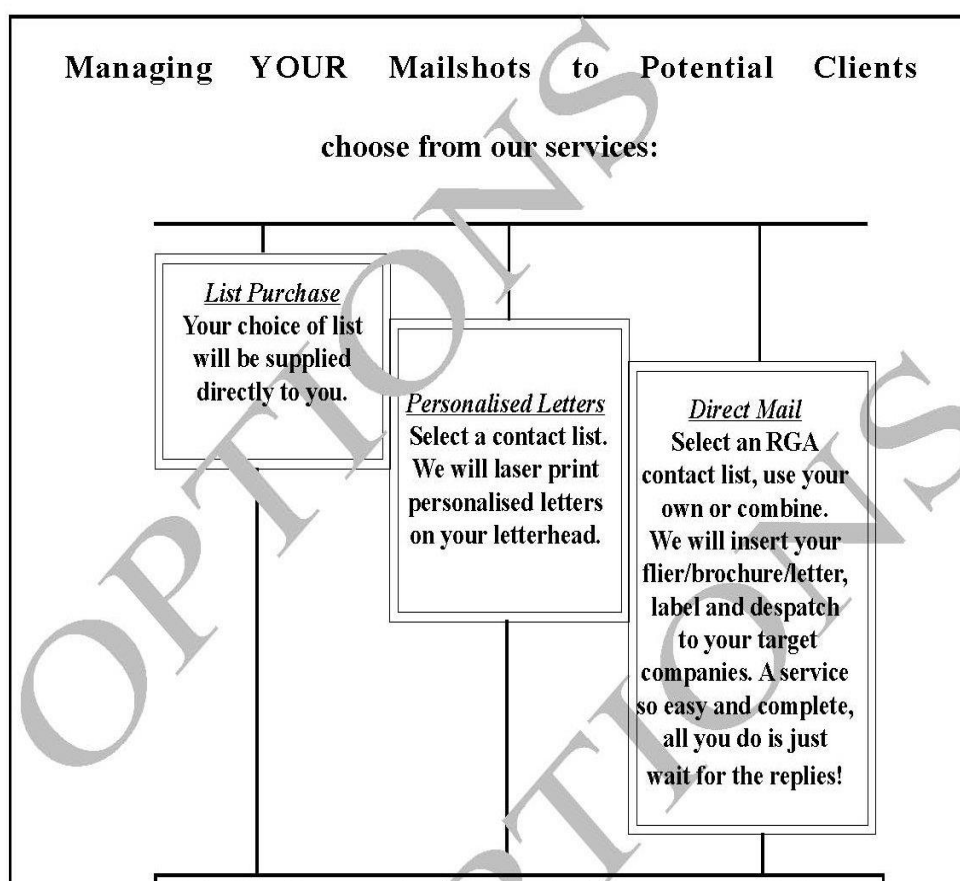 Managing YOUR Mailshots to Potential Clients
choose from our services:
List Purchase
Your choice of list
will be supplied
directly to you.
Personalised Letters
Select a contact list.
We will laser print
personalised letters
on your letterhead.
Direct Mail
Select an RGA
contact list, use your
own or combine.
We will insert your
flier/brochure/letter,
label and despatch
to your target
companies. A service
so easy and complete,
all you do is just
wait for the replies!
OPTIONS
OPTIONS